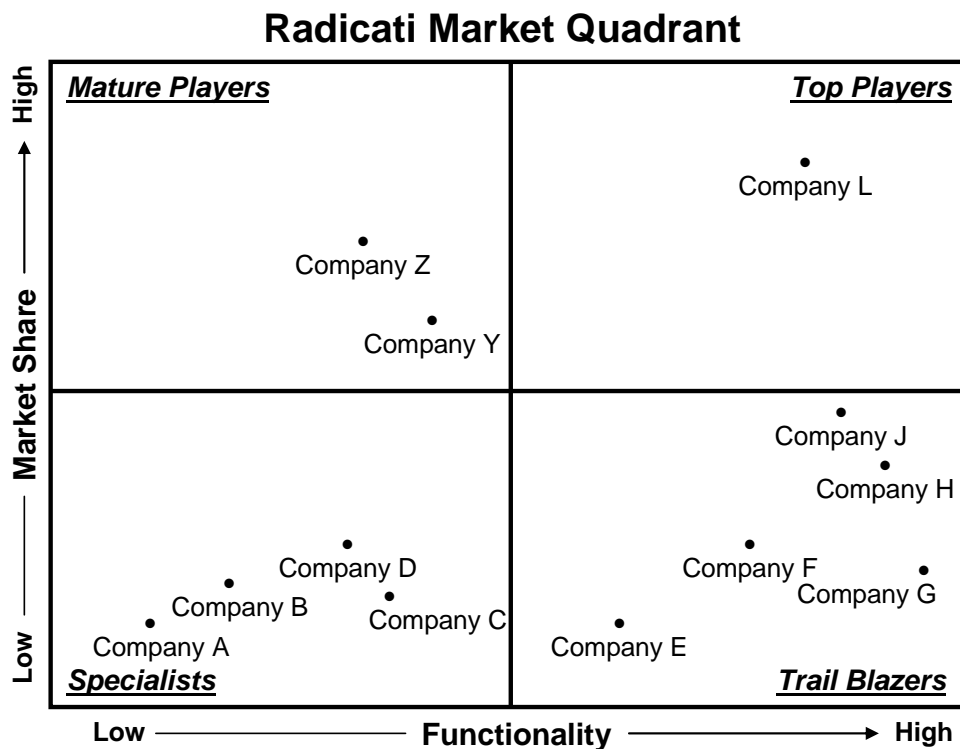 Radicati Market Quadrant
High
Market Share
Low
Mature Players
Top Players
Company L
Company Z
Company Y
Company J
Company H
Company D
Company F
Company B
Company G
Company C
Company A
Company E
Specialists
Trail Blazers
Low
Functionality
High